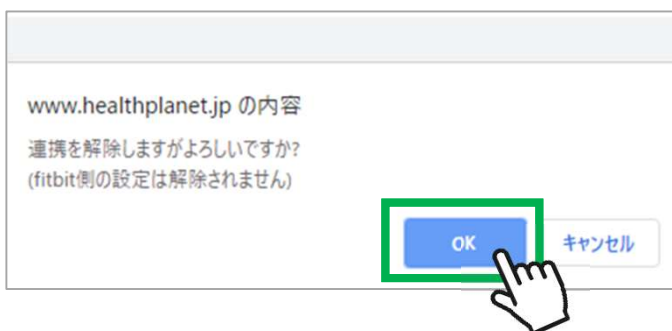 www.healthplanet.jp の内容
連携を解除しますがよろしいですか?
(fitbit側の設定は解除されません)
OK
キャンセル